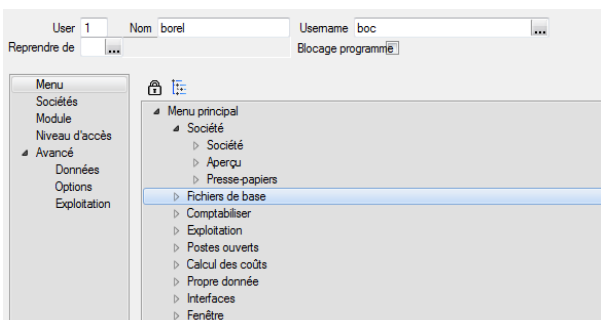 User 1 Nom borel Username boc ...
Reprendre de ... Blocage programme
Menu
Sociétés
Module
Niveau d'accès
Avancé
Données
Options
Exploitation
Menu principal
Société
Société
Aperçu
Presse-papiers
Fichiers de base
Comptabiliser
Exploitation
Postes ouverts
Calcul des coûts
Propre donnée
Interfaces
Fenêtre